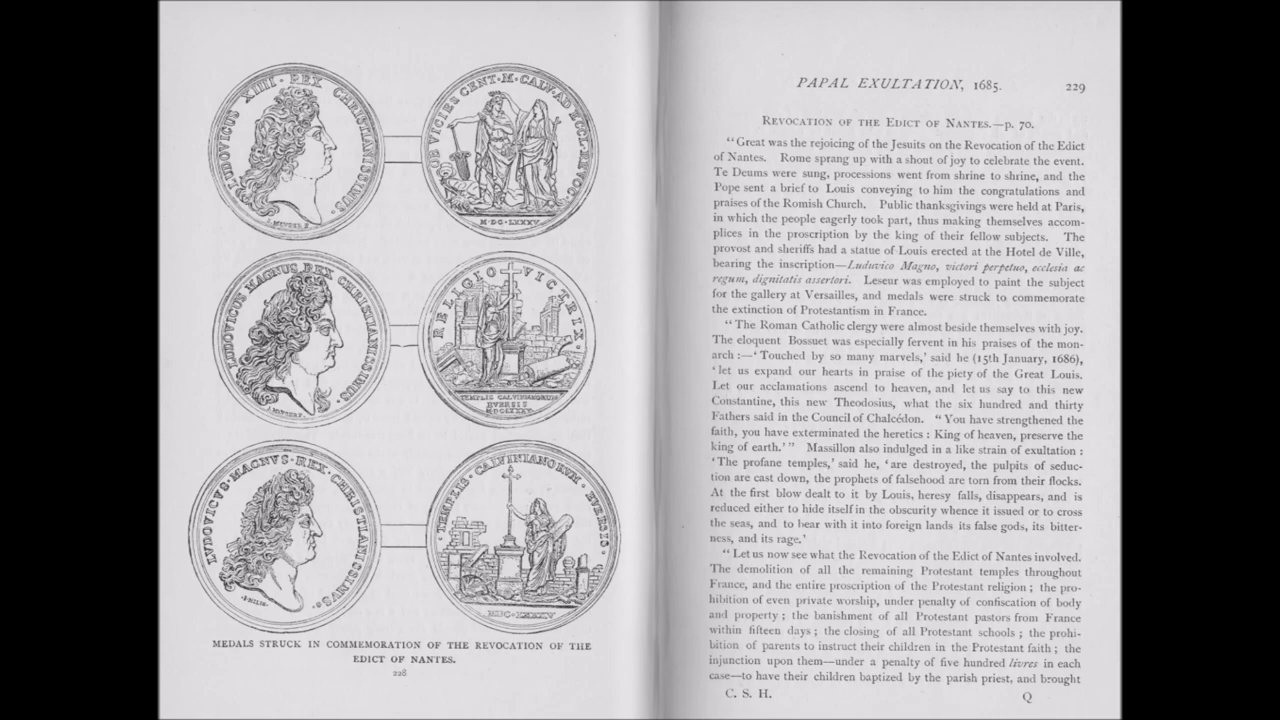 LUDOVICUS XIIII · REX CHRISTIANISSIMUS.
OB VICIES CENT. M. CALV. AD ECCL. REVOC.
M·DC·LXXXV.
LUDOVICUS MAGNUS REX CHRISTIANISSIMUS.
RELIGIO VICTRIX.
TEMPLIS CALVINIANORUM
EVERSIS
MDCLXXXV.
LVDOVICVS·MAGNVS·REX·CHRISTIANISSIMVS·
·TEMPLIS·CALVINIANORVM·EVERSIS·
MDC·LXXXV
MEDALS STRUCK IN COMMEMORATION OF THE REVOCATION OF THE
EDICT OF NANTES.
228
PAPAL EXULTATION, 1685. 229
REVOCATION OF THE EDICT OF NANTES.—p. 70.
“Great was the rejoicing of the Jesuits on the Revocation of the Edict
of Nantes. Rome sprang up with a shout of joy to celebrate the event.
Te Deums were sung, processions went from shrine to shrine, and the
Pope sent a brief to Louis conveying to him the congratulations and
praises of the Romish Church. Public thanksgivings were held at Paris,
in which the people eagerly took part, thus making themselves accom-
plices in the proscription by the king of their fellow subjects. The
provost and sheriffs had a statue of Louis erected at the Hotel de Ville,
bearing the inscription—Luduvico Magno, victori perpetuo, ecclesia ac
regum, dignitatis assertori. Leseur was employed to paint the subject
for the gallery at Versailles, and medals were struck to commemorate
the extinction of Protestantism in France.
“The Roman Catholic clergy were almost beside themselves with joy.
The eloquent Bossuet was especially fervent in his praises of the mon-
arch :—‘Touched by so many marvels,’ said he (15th January, 1686),
‘let us expand our hearts in praise of the piety of the Great Louis.
Let our acclamations ascend to heaven, and let us say to this new
Constantine, this new Theodosius, what the six hundred and thirty
Fathers said in the Council of Chalcédon. “You have strengthened the
faith, you have exterminated the heretics : King of heaven, preserve the
king of earth.’” Massillon also indulged in a like strain of exultation :
‘The profane temples,’ said he, ‘are destroyed, the pulpits of seduc-
tion are cast down, the prophets of falsehood are torn from their flocks.
At the first blow dealt to it by Louis, heresy falls, disappears, and is
reduced either to hide itself in the obscurity whence it issued or to cross
the seas, and to bear with it into foreign lands its false gods, its bitter-
ness, and its rage.’
“Let us now see what the Revocation of the Edict of Nantes involved.
The demolition of all the remaining Protestant temples throughout
France, and the entire proscription of the Protestant religion ; the pro-
hibition of even private worship, under penalty of confiscation of body
and property ; the banishment of all Protestant pastors from France
within fifteen days ; the closing of all Protestant schools ; the prohi-
bition of parents to instruct their children in the Protestant faith ; the
injunction upon them—under a penalty of five hundred livres in each
case—to have their children baptized by the parish priest, and brought
C. S. H. Q